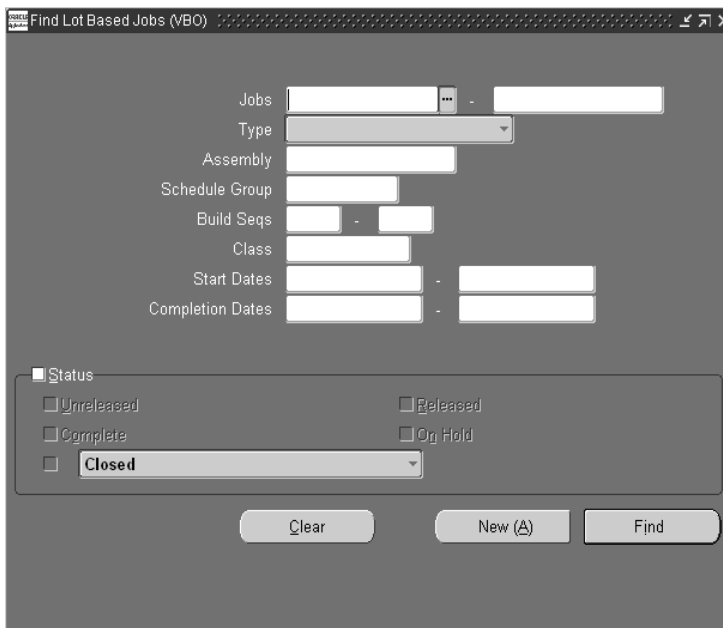 Find Lot Based Jobs (VBO)
Jobs -
Type
Assembly
Schedule Group
Build Seqs -
Class
Start Dates -
Completion Dates -
Status
Unreleased Released
Complete On Hold
Closed
Clear New (A) Find